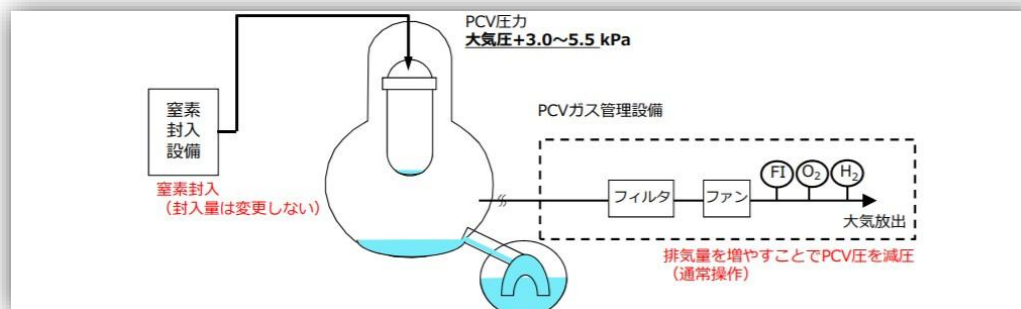 PCV圧力
大気圧+3.0～5.5 kPa
窒素
封入
設備
窒素封入
（封入量は変更しない）
PCVガス管理設備
フィルタ
ファン
FI
O₂
H₂
大気放出
排気量を増やすことでPCV圧を減圧
（通常操作）